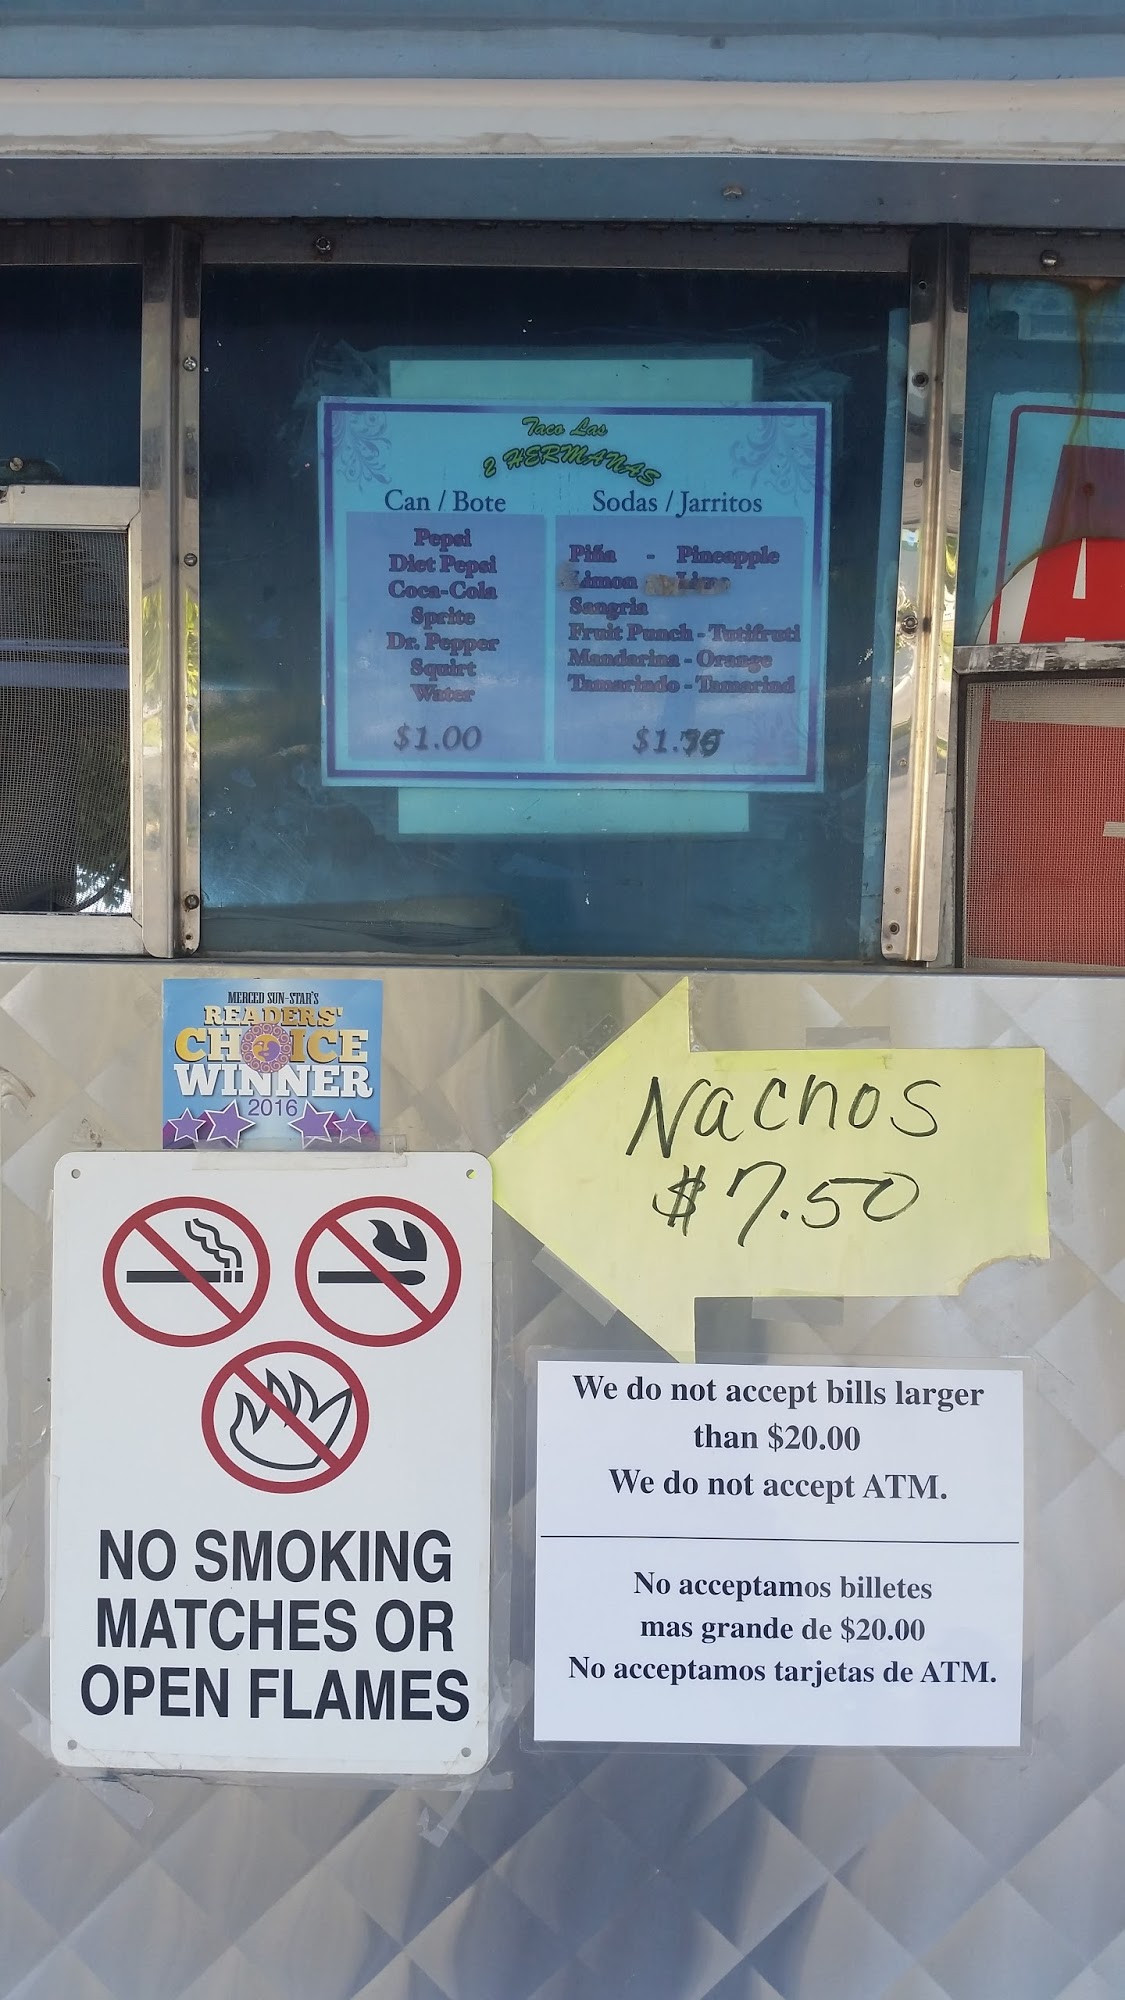 Taco Las
2 HERMANAS
Can / Bote
Pepsi
Diet Pepsi
Coca-Cola
Sprite
Dr. Pepper
Squirt
Water
$1.00
Sodas / Jarritos
Piña - Pineapple
Limon
Sangria
Fruit Punch - Tutifruti
Mandarina - Orange
Tamarindo - Tamarind
MERCED SUN-STAR'S
READERS'
CHOICE
WINNER
2016
Nachos
$7.50
NO SMOKING
MATCHES OR
OPEN FLAMES
We do not accept bills larger
than $20.00
We do not accept ATM.
No acceptamos billetes
mas grande de $20.00
No acceptamos tarjetas de ATM.